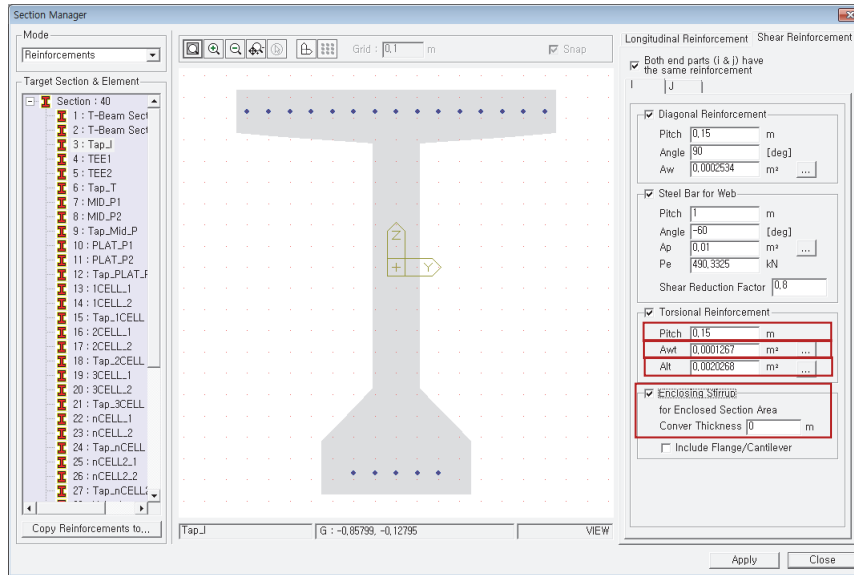 Section Manager
Mode
Reinforcements
Target Section & Element
Section : 40
1 : T-Beam Sect
2 : T-Beam Sect
3 : Tap_I
4 : TEE1
5 : TEE2
6 : Tap_T
7 : MID_P1
8 : MID_P2
9 : Tap_Mid_P
10 : PLAT_P1
11 : PLAT_P2
12 : Tap_PLAT_F
13 : 1CELL_1
14 : 1CELL_2
15 : Tap_1CELL
16 : 2CELL_1
17 : 2CELL_2
18 : Tap_2CELL
19 : 3CELL_1
20 : 3CELL_2
21 : Tap_3CELL
22 : nCELL_1
23 : nCELL_2
24 : Tap_nCELL
25 : nCELL2_1
26 : nCELL2_2
27 : Tap_nCELL2
Copy Reinforcements to...
Grid : 0,1 m
Snap
Z
Y
Tap_I
G : -0,85799, -0,12795
VIEW
Longitudinal Reinforcement Shear Reinforcement
Both end parts (i & j) have
the same reinforcement
I J
Diagonal Reinforcement
Pitch 0,15 m
Angle 90 [deg]
Aw 0,0002534 m² ...
Steel Bar for Web
Pitch 1 m
Angle -60 [deg]
Ap 0,01 m² ...
Pe 490,3325 kN
Shear Reduction Factor 0,8
Torsional Reinforcement
Pitch 0,15 m
Awt 0,0001267 m² ...
Alt 0,0020268 m² ...
Enclosing Stirrup
for Enclosed Section Area
Conver Thickness 0 m
Include Flange/Cantilever
Apply Close